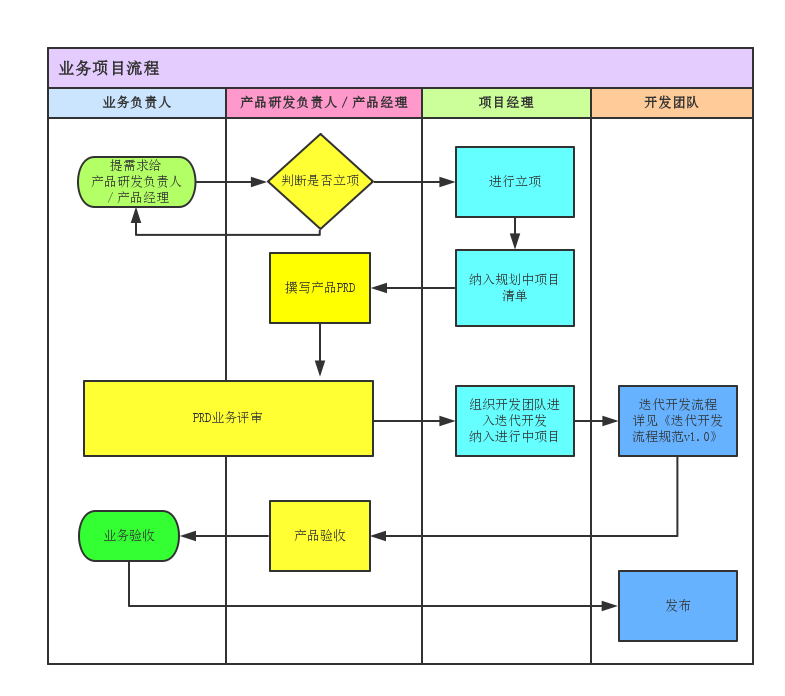 业务项目流程
业务负责人
产品研发负责人 / 产品经理
项目经理
开发团队
提需求给
产品研发负责人
/ 产品经理
判断是否立项
进行立项
撰写产品PRD
纳入规划中项目
清单
PRD业务评审
组织开发团队进
入迭代开发
纳入进行中项目
迭代开发流程
详见《迭代开发
流程规范v1.0》
业务验收
产品验收
发布